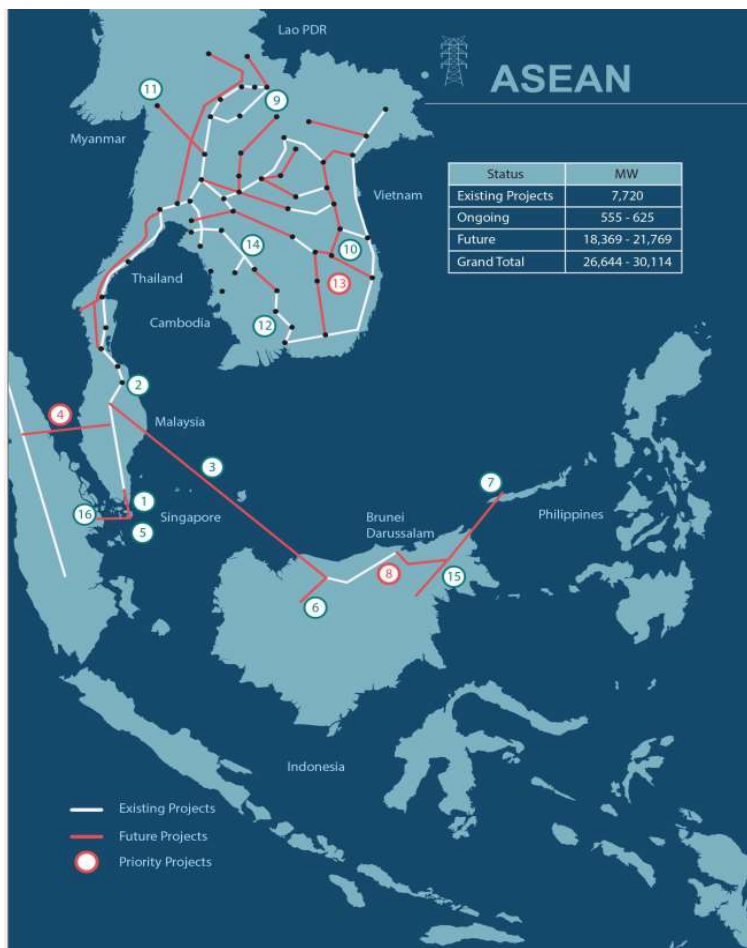 Lao PDR
ASEAN
11
9
Myanmar
Status MW
Existing Projects 7,720
Ongoing 555 - 625
Future 18,369 - 21,769
Grand Total 26,644 - 30,114
Vietnam
14
10
Thailand
13
Cambodia
12
2
4
Malaysia
3
7
1
16
Singapore
5
Brunei
Darussalam
Philippines
8
15
6
Indonesia
Existing Projects
Future Projects
Priority Projects